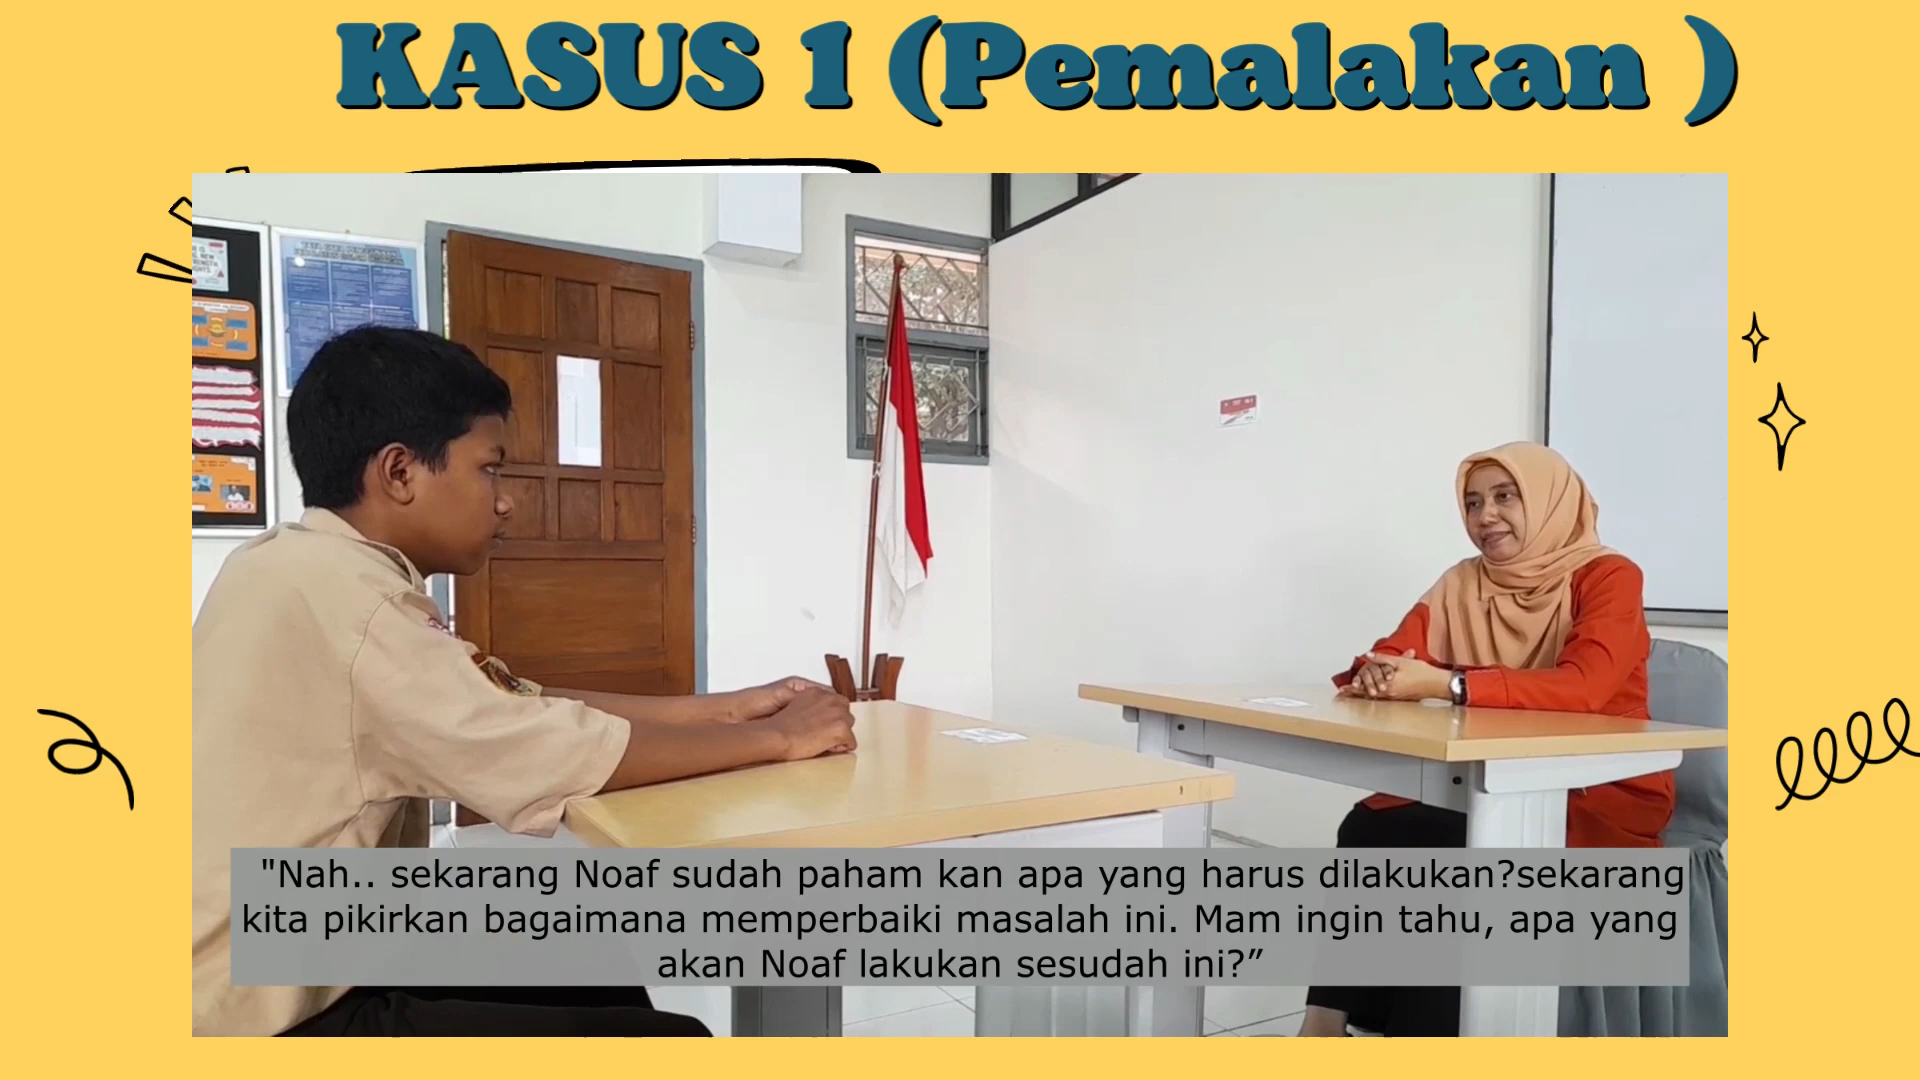 KASUS 1 (Pemalakan )
"Nah.. sekarang Noaf sudah paham kan apa yang harus dilakukan?sekarang
kita pikirkan bagaimana memperbaiki masalah ini. Mam ingin tahu, apa yang
akan Noaf lakukan sesudah ini?”